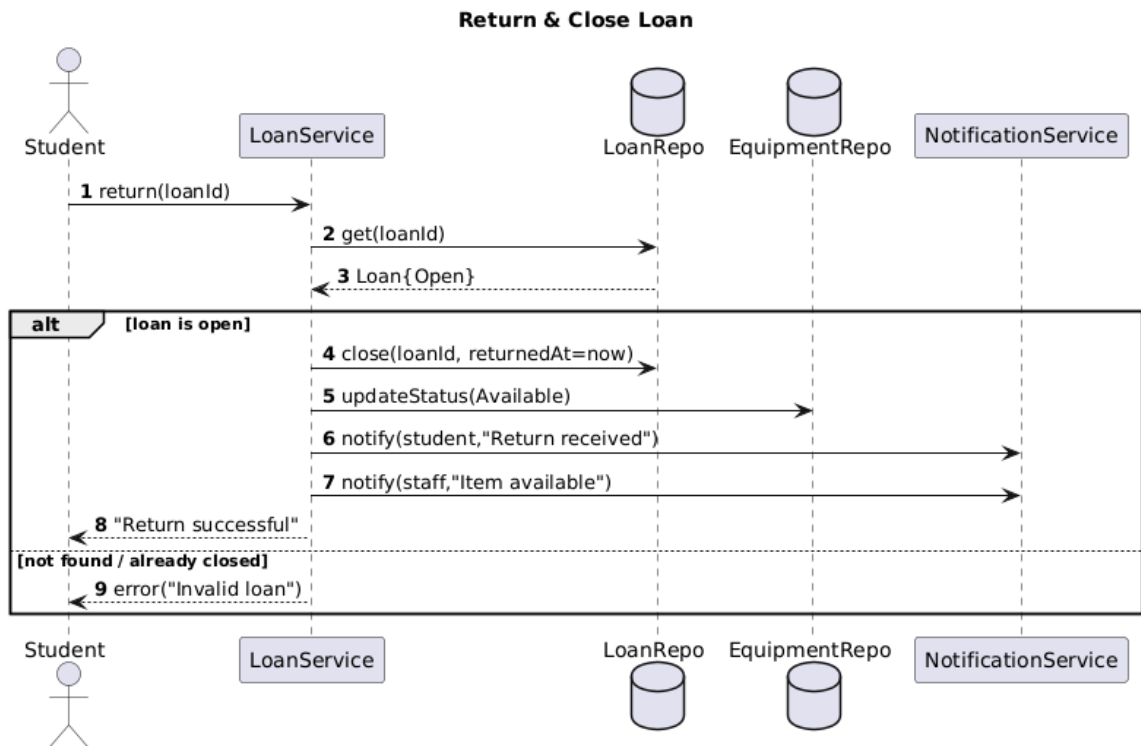 Return & Close Loan
Student
LoanService
LoanRepo
EquipmentRepo
NotificationService
1 return(loanId)
2 get(loanId)
3 Loan{Open}
alt [loan is open]
4 close(loanId, returnedAt=now)
5 updateStatus(Available)
6 notify(student,"Return received")
7 notify(staff,"Item available")
8 "Return successful"
[not found / already closed]
9 error("Invalid loan")
Student
LoanService
LoanRepo
EquipmentRepo
NotificationService